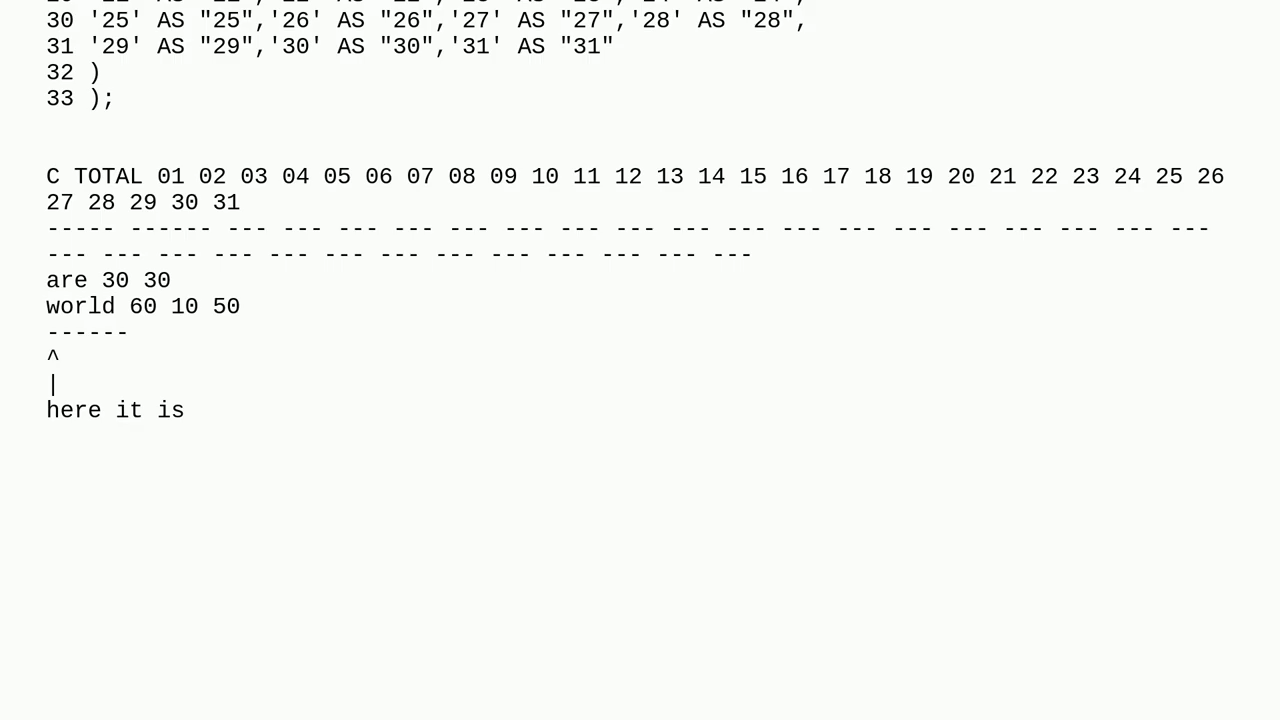 30 '25' AS "25",'26' AS "26",'27' AS "27",'28' AS "28",
31 '29' AS "29",'30' AS "30",'31' AS "31"
32 )
33 );
C TOTAL 01 02 03 04 05 06 07 08 09 10 11 12 13 14 15 16 17 18 19 20 21 22 23 24 25 26
27 28 29 30 31
----- ------ --- --- --- --- --- --- --- --- --- --- --- --- --- --- --- --- --- ---
--- --- --- --- --- --- --- --- --- --- --- --- ---
are 30 30
world 60 10 50
------
^
|
here it is